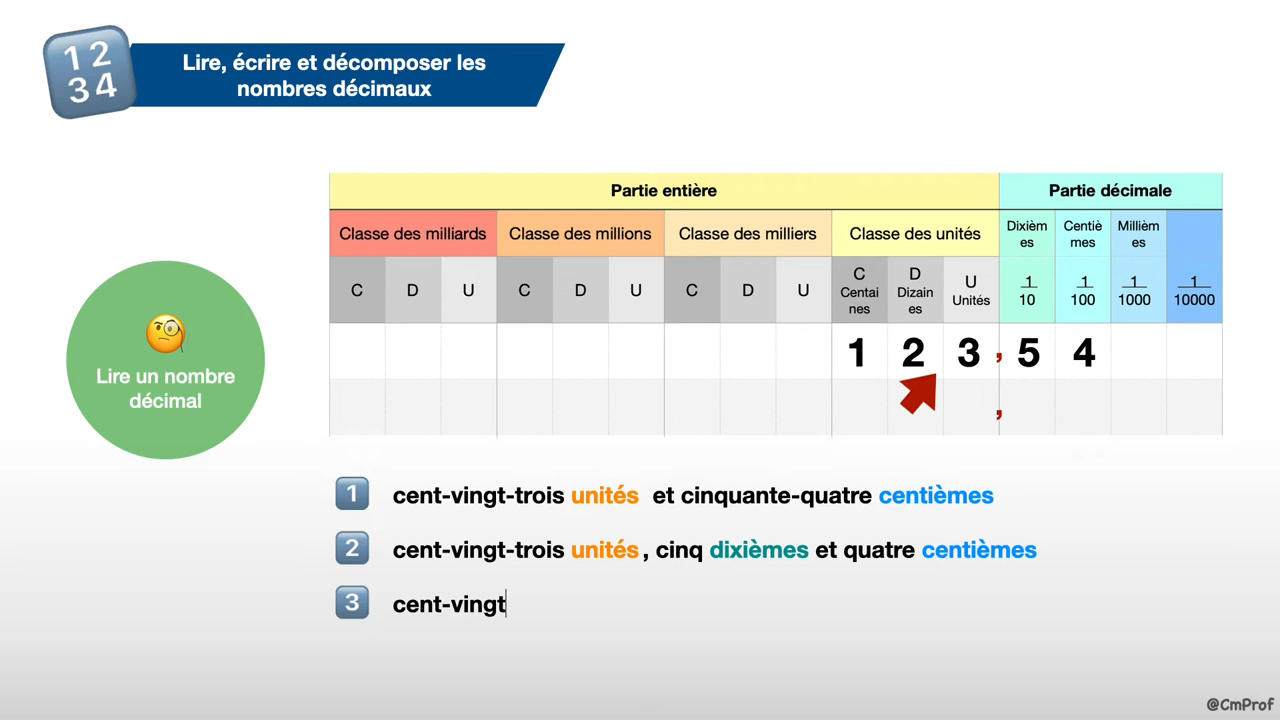 1 2
3 4
Lire, écrire et décomposer les
nombres décimaux
Partie entière Partie décimale
Classe des milliards Classe des millions Classe des milliers Classe des unités Dixièm
es Centiè
mes Millièm
es
C D U C D U C D U C
Centai
nes D
Dizain
es U
Unités 1
10 1
100 1
1000 1
10000
1 2 3 , 5 4
,
Lire un nombre
décimal
1 cent-vingt-trois unités et cinquante-quatre centièmes
2 cent-vingt-trois unités , cinq dixièmes et quatre centièmes
3 cent-vingt
@CmProf